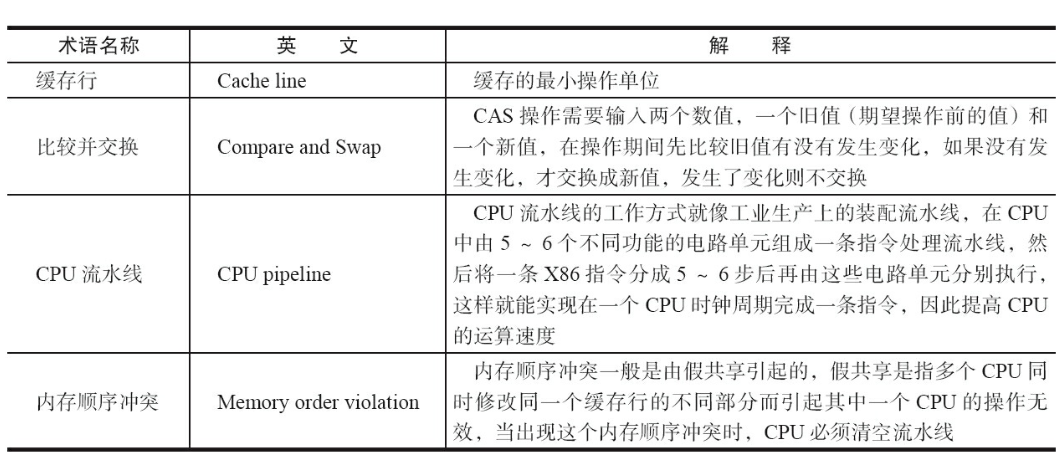 术语名称 英 文 解 释
缓存行 Cache line 缓存的最小操作单位
比较并交换 Compare and Swap CAS 操作需要输入两个数值，一个旧值（期望操作前的值）和
一个新值，在操作期间先比较旧值有没有发生变化，如果没有发
生变化，才交换成新值，发生了变化则不交换
CPU 流水线 CPU pipeline CPU 流水线的工作方式就像工业生产上的装配流水线，在 CPU
中由 5 ~ 6 个不同功能的电路单元组成一条指令处理流水线，然
后将一条 X86 指令分成 5 ~ 6 步后再由这些电路单元分别执行，
这样就能实现在一个 CPU 时钟周期完成一条指令，因此提高 CPU
的运算速度
内存顺序冲突 Memory order violation 内存顺序冲突一般是由假共享引起的，假共享是指多个 CPU 同
时修改同一个缓存行的不同部分而引起其中一个 CPU 的操作无
效，当出现这个内存顺序冲突时，CPU 必须清空流水线